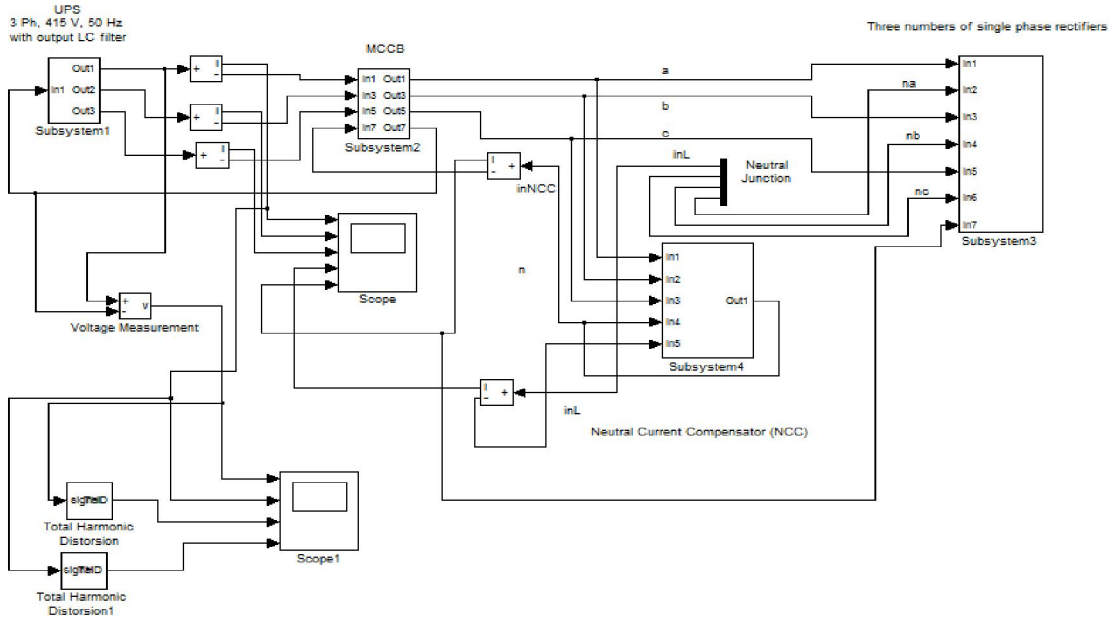 UPS
3 Ph, 415 V, 50 Hz
with output LC filter
Three numbers of single phase rectifiers
MCCB
In1
Out1
Out2
Out3
Subsystem1
+
i
-
+
i
-
+
i
-
In1 Out1
In3 Out3
In5 Out5
In7 Out7
Subsystem2
a
b
c
na
nb
nc
In1
In2
In3
In4
In5
In6
In7
Subsystem3
i
-
+
inNCC
inL
Neutral
Junction
Scope
n
In1
In2
In3
In4
In5
Out1
Subsystem4
+
-
v
Voltage Measurement
i
-
+
inL
Neutral Current Compensator (NCC)
Scope1
Total Harmonic
Distorsion
Total Harmonic
Distorsion1